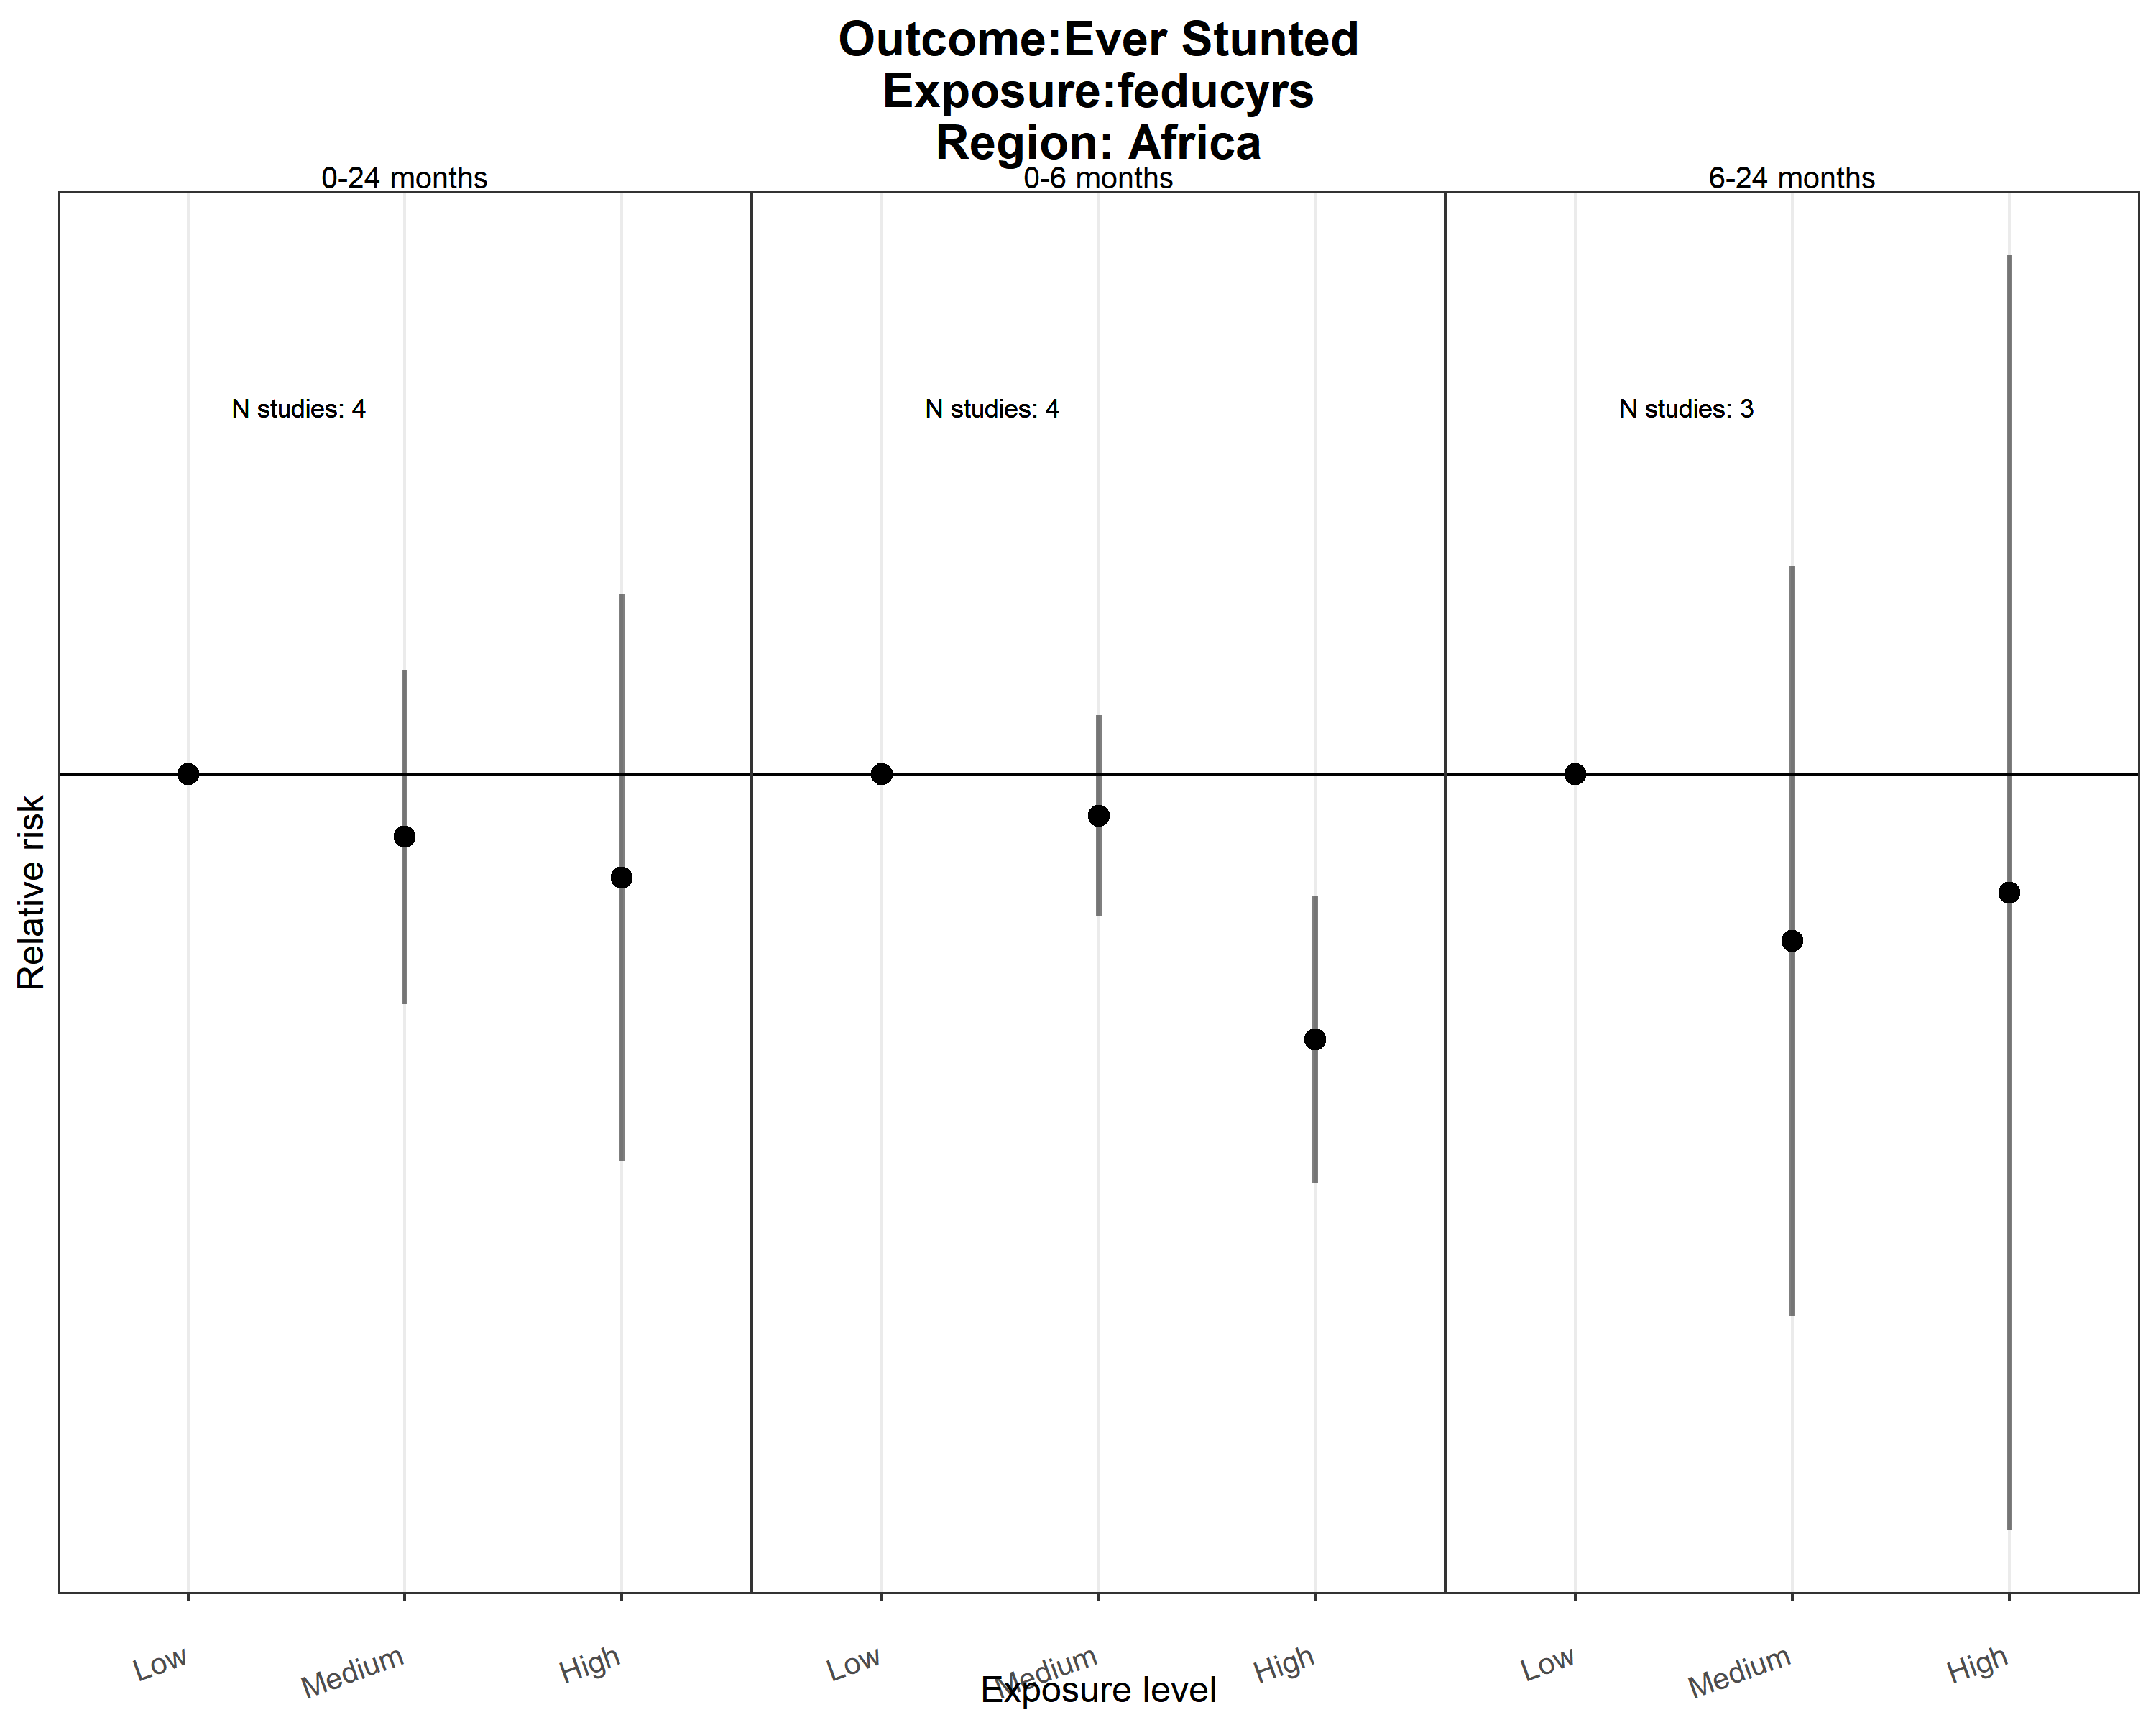 Outcome:Ever Stunted
Exposure:feducyrs
Region: Africa
0-24 months
0-6 months
6-24 months
N studies: 4
N studies: 4
N studies: 3
Relative risk
Low
Medium
High
Low
Medium
High
Low
Medium
High
Exposure level